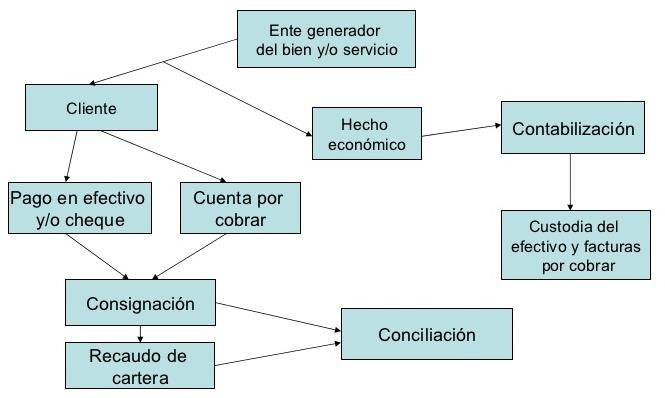 Ente generador
del bien y/o servicio
Cliente
Hecho
económico
Contabilización
Pago en efectivo
y/o cheque
Cuenta por
cobrar
Custodia del
efectivo y facturas
por cobrar
Consignación
Conciliación
Recaudo de
cartera